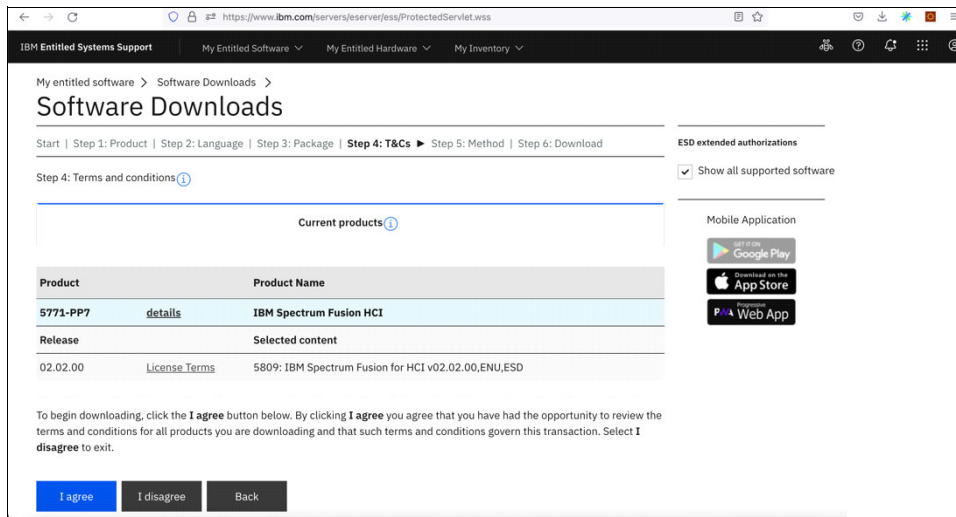 https://www.ibm.com/servers/eserver/ess/ProtectedServlet.wss
IBM Entitled Systems Support
My Entitled Software
My Entitled Hardware
My Inventory
My entitled software > Software Downloads >
Software Downloads
Start | Step 1: Product | Step 2: Language | Step 3: Package | Step 4: T&Cs ► Step 5: Method | Step 6: Download
Step 4: Terms and conditions
Current products
Product Product Name
5771-PP7 details IBM Spectrum Fusion HCI
Release Selected content
02.02.00 License Terms 5809: IBM Spectrum Fusion for HCI v02.02.00,ENU,ESD
To begin downloading, click the I agree button below. By clicking I agree you agree that you have had the opportunity to review the
terms and conditions for all products you are downloading and that such terms and conditions govern this transaction. Select I
disagree to exit.
I agree
I disagree
Back
ESD extended authorizations
Show all supported software
Mobile Application
GET IT ON
Google Play
Download on the
App Store
Progressive
PWA Web App